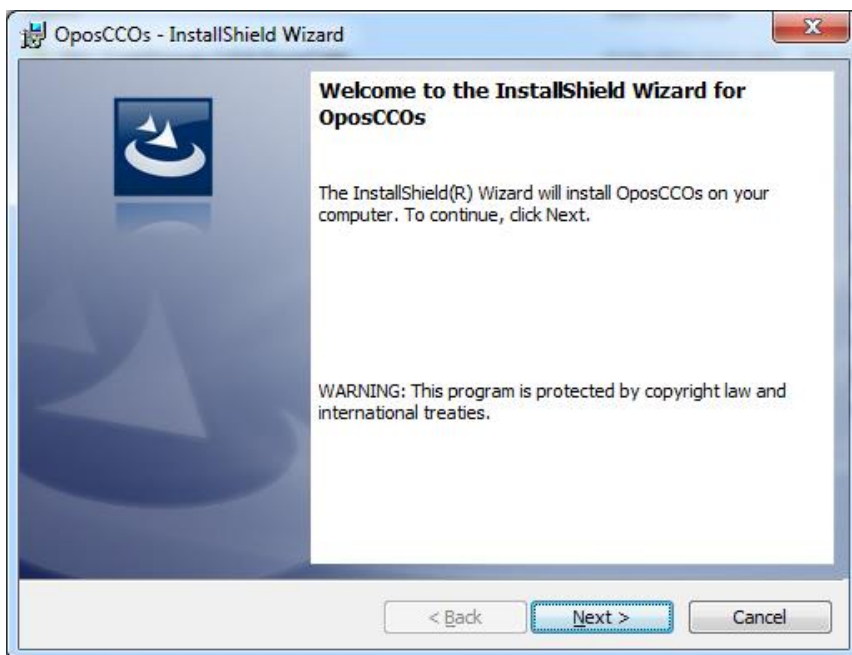 OposCCOs - InstallShield Wizard
X
Welcome to the InstallShield Wizard for
OposCCOs
The InstallShield(R) Wizard will install OposCCOs on your
computer. To continue, click Next.
WARNING: This program is protected by copyright law and
international treaties.
< Back
Next >
Cancel